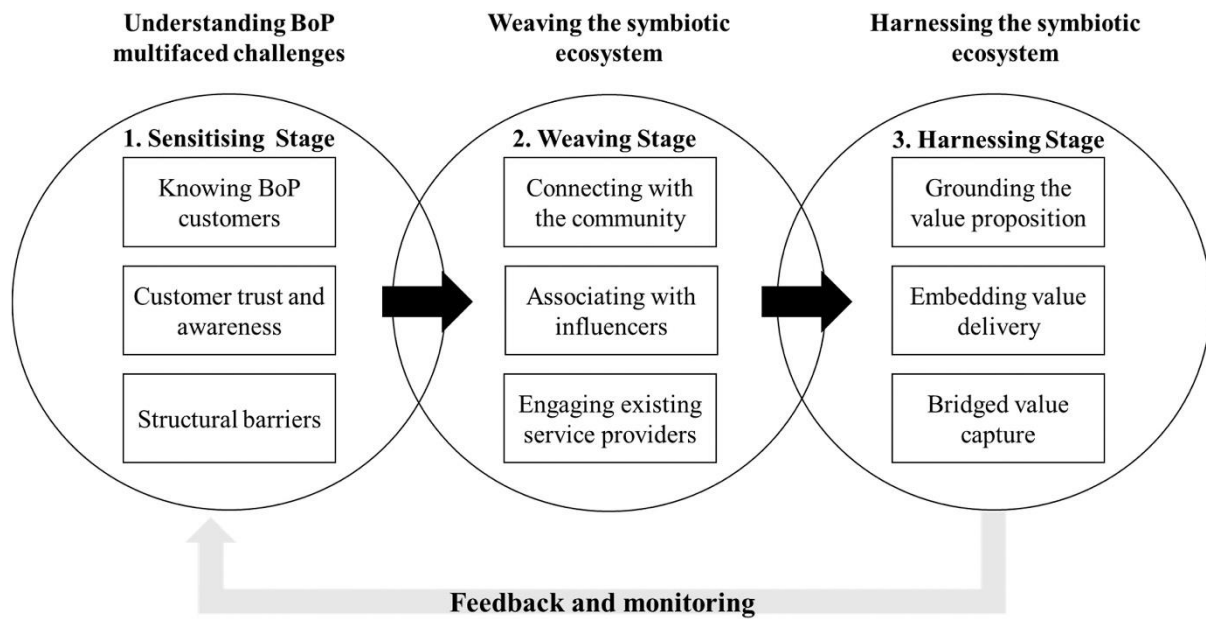 Understanding BoP
multifaced challenges
Weaving the symbiotic
ecosystem
Harnessing the symbiotic
ecosystem
1. Sensitising Stage
Knowing BoP
customers
Customer trust and
awareness
Structural barriers
2. Weaving Stage
Connecting with
the community
Associating with
influencers
Engaging existing
service providers
3. Harnessing Stage
Grounding the
value proposition
Embedding value
delivery
Bridged value
capture
Feedback and monitoring